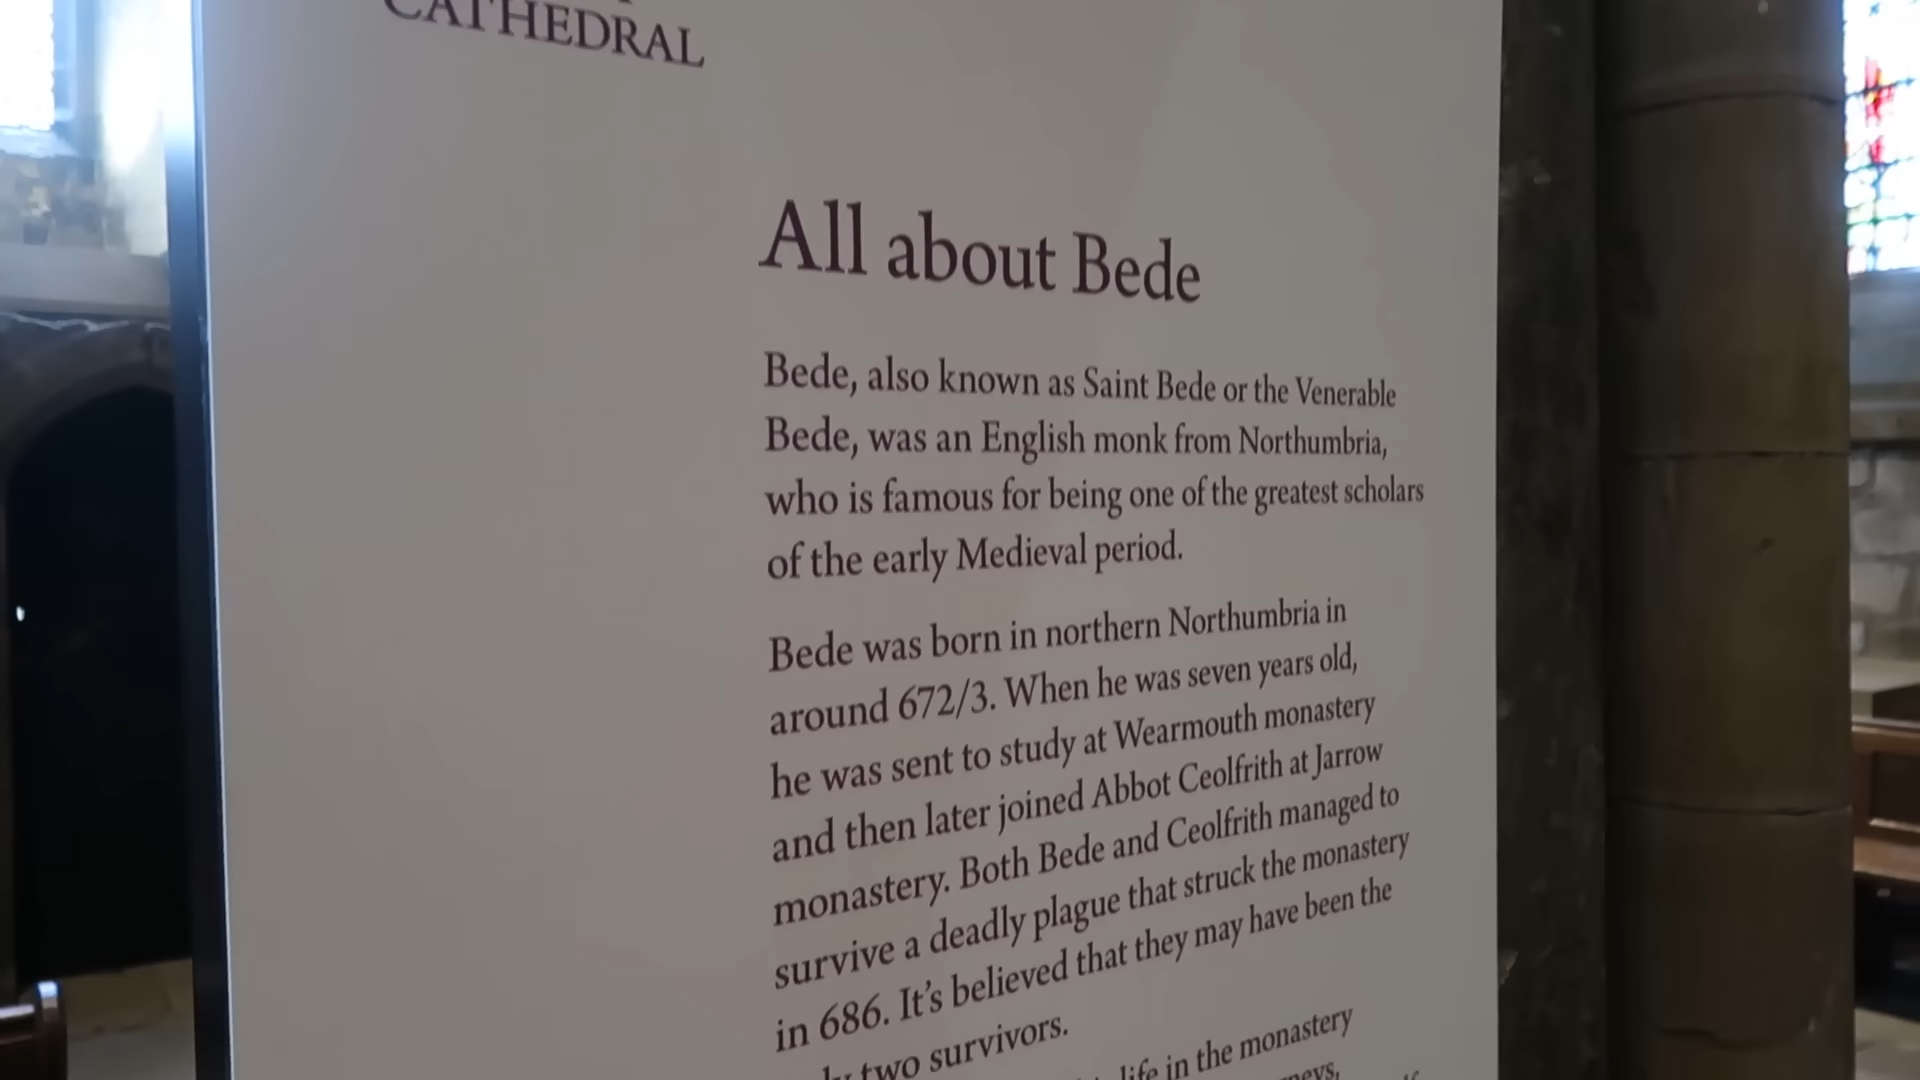 CATHEDRAL
All about Bede
Bede, also known as Saint Bede or the Venerable
Bede, was an English monk from Northumbria,
who is famous for being one of the greatest scholars
of the early Medieval period.
Bede was born in northern Northumbria in
around 672/3. When he was seven years old,
he was sent to study at Wearmouth monastery
and then later joined Abbot Ceolfrith at Jarrow
monastery. Both Bede and Ceolfrith managed to
survive a deadly plague that struck the monastery
in 686. It's believed that they may have been the
two survivors.
life in the monastery